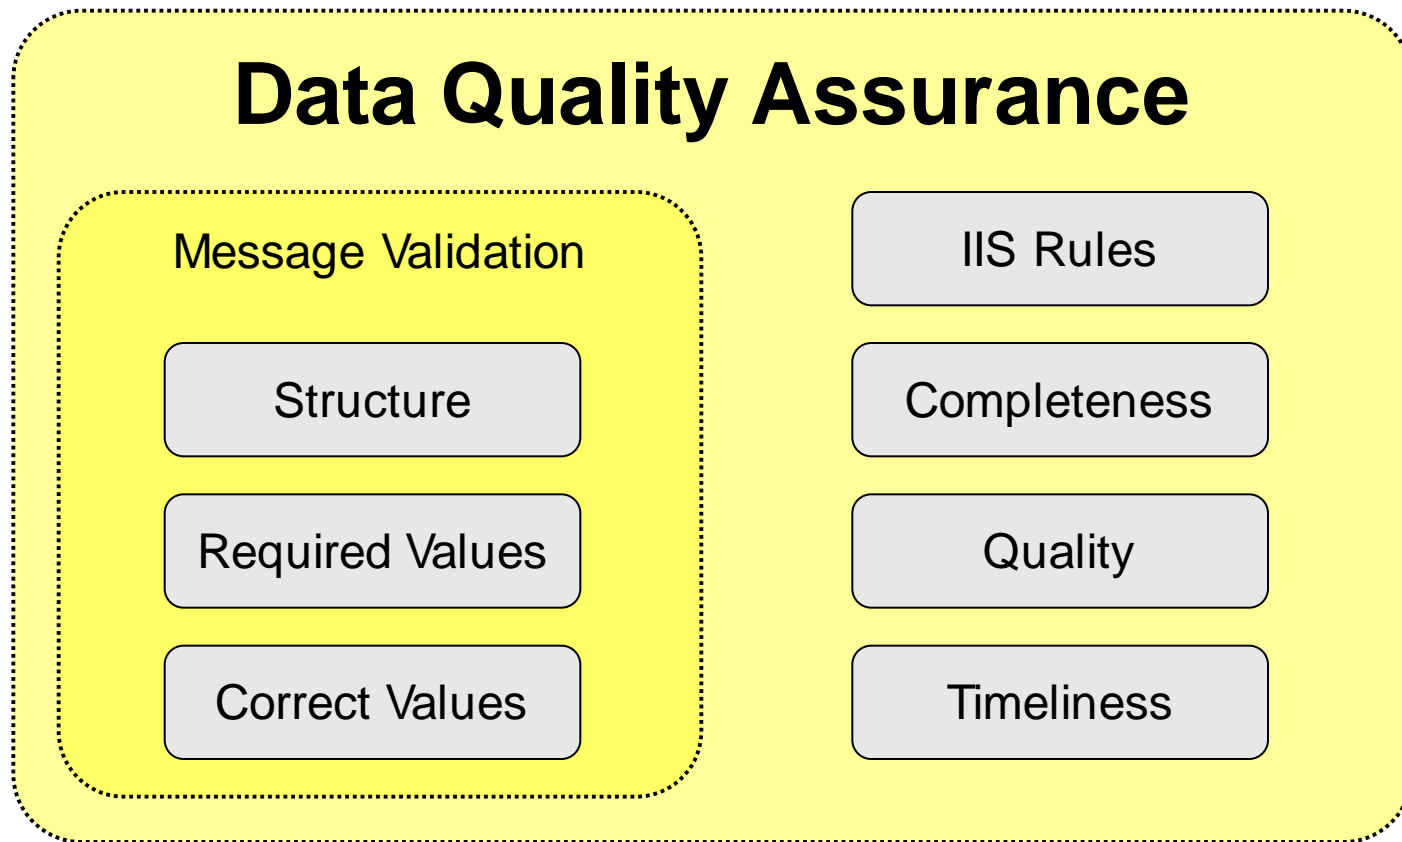 Data Quality Assurance
Message Validation
Structure
Required Values
Correct Values
IIS Rules
Completeness
Quality
Timeliness